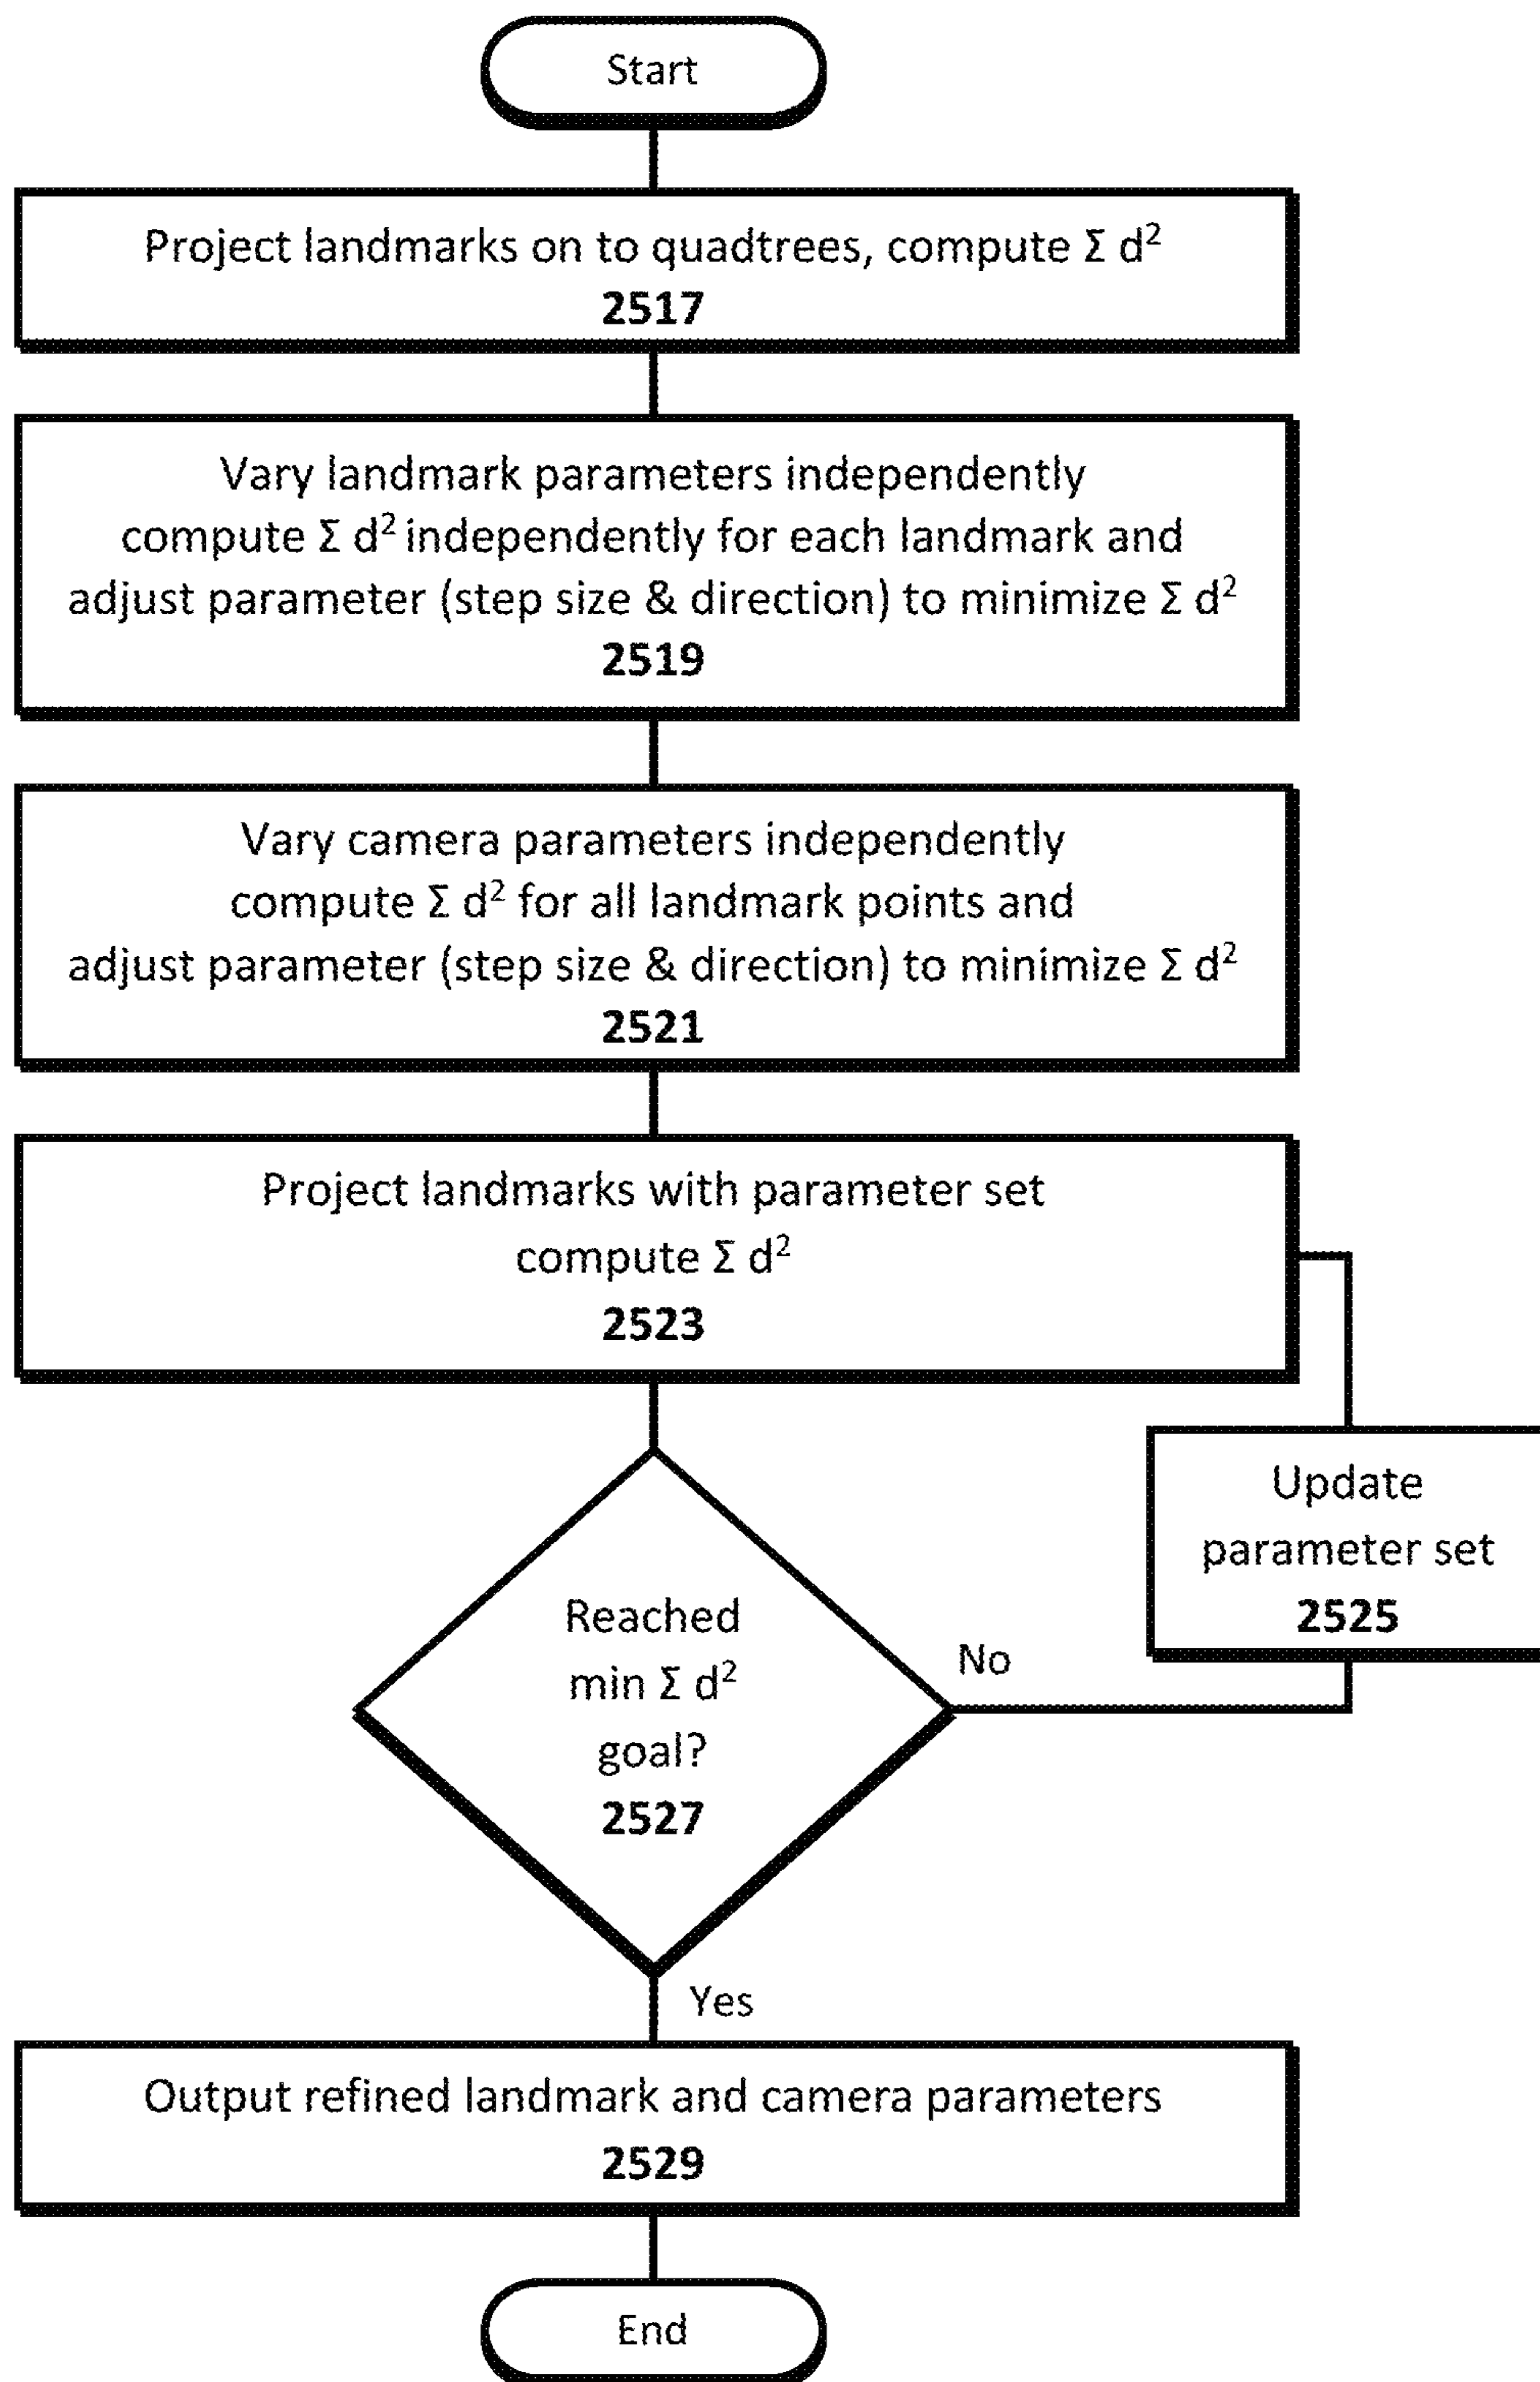 Start
Project landmarks on to quadtrees, compute Σ d²
2517
Vary landmark parameters independently
compute Σ d² independently for each landmark and
adjust parameter (step size & direction) to minimize Σ d²
2519
Vary camera parameters independently
compute Σ d² for all landmark points and
adjust parameter (step size & direction) to minimize Σ d²
2521
Project landmarks with parameter set
compute Σ d²
2523
Update
parameter set
2525
Reached
min Σ d²
goal?
2527
No
Yes
Output refined landmark and camera parameters
2529
End